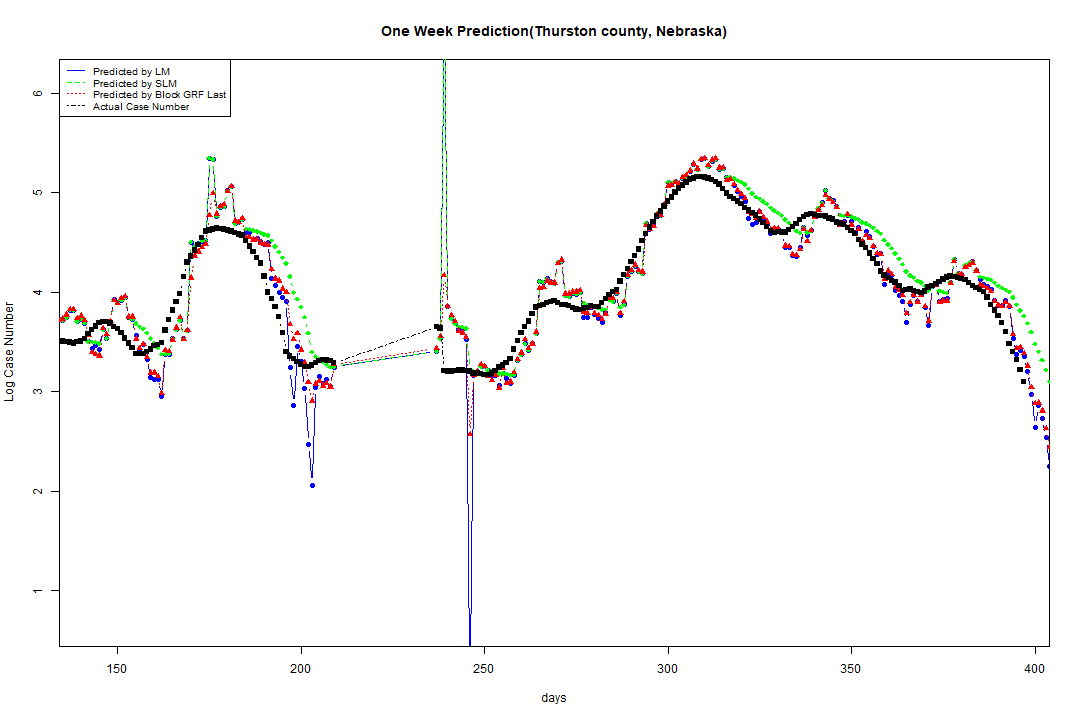 One Week Prediction(Thurston county, Nebraska)
Predicted by LM
Predicted by SLM
Predicted by Block GRF Last
Actual Case Number
Log Case Number
6
5
4
3
2
1
150 200 250 300 350 400
days